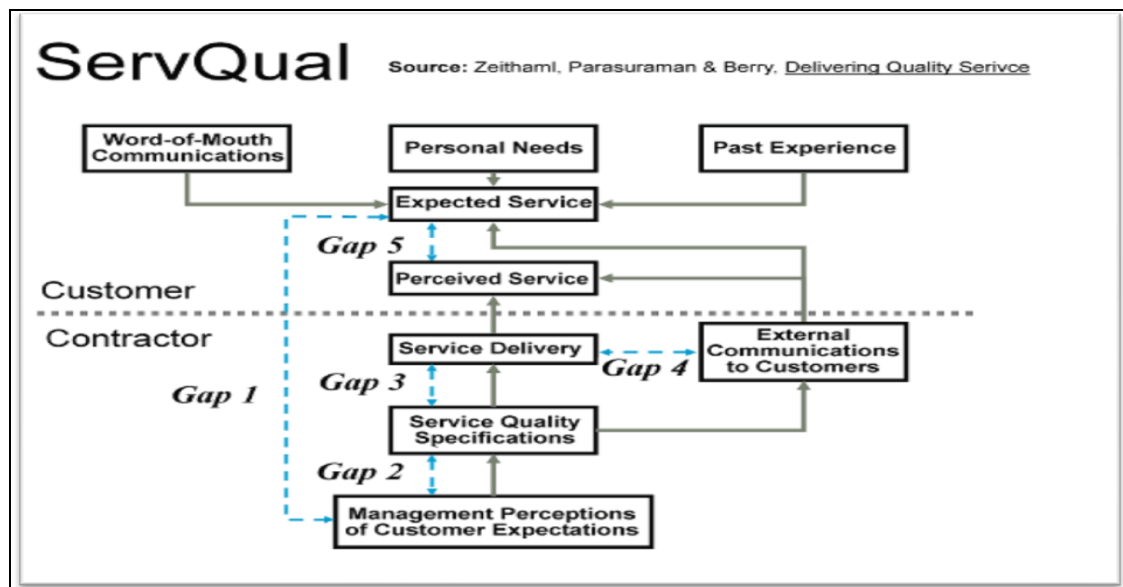 ServQual
Source: Zeithaml, Parasuraman & Berry, Delivering Quality Serivce
Word-of-Mouth
Communications
Personal Needs
Past Experience
Expected Service
Gap 5
Perceived Service
Customer
Contractor
Service Delivery
External
Communications
to Customers
Gap 4
Gap 3
Gap 1
Service Quality
Specifications
Gap 2
Management Perceptions
of Customer Expectations